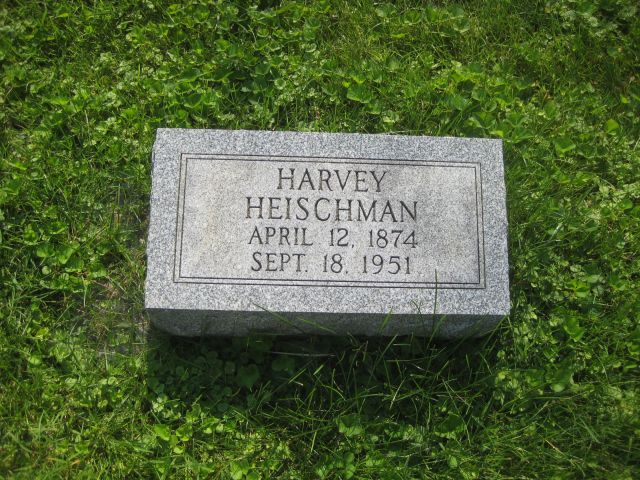 HARVEY
HEISCHMAN
APRIL 12, 1874
SEPT. 18, 1951